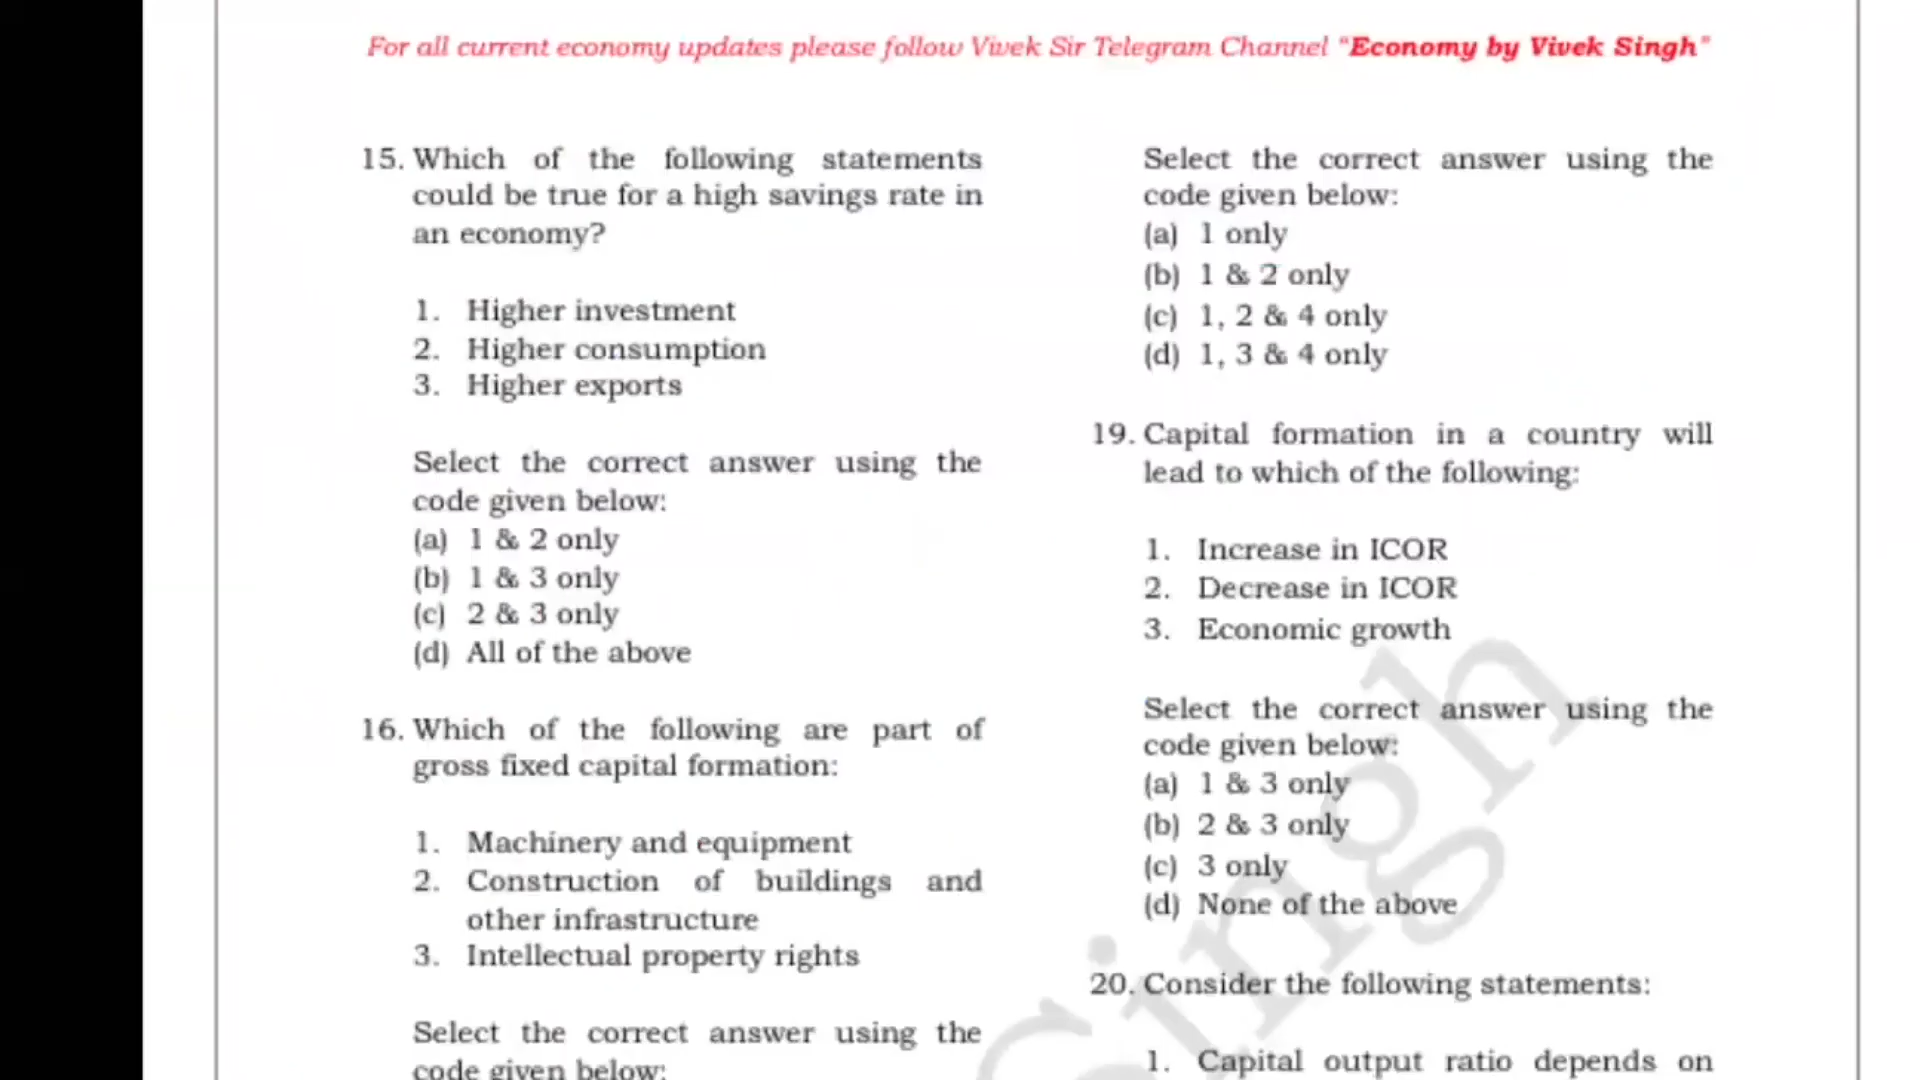 For all current economy updates please follow Vivek Sir Telegram Channel "Economy by Vivek Singh"
15. Which of the following statements
could be true for a high savings rate in
an economy?
1. Higher investment
2. Higher consumption
3. Higher exports
Select the correct answer using the
code given below:
(a) 1 & 2 only
(b) 1 & 3 only
(c) 2 & 3 only
(d) All of the above
16. Which of the following are part of
gross fixed capital formation:
1. Machinery and equipment
2. Construction of buildings and
other infrastructure
3. Intellectual property rights
Select the correct answer using the
code given below:
Select the correct answer using the
code given below:
(a) 1 only
(b) 1 & 2 only
(c) 1, 2 & 4 only
(d) 1, 3 & 4 only
19. Capital formation in a country will
lead to which of the following:
1. Increase in ICOR
2. Decrease in ICOR
3. Economic growth
Select the correct answer using the
code given below:
(a) 1 & 3 only
(b) 2 & 3 only
(c) 3 only
(d) None of the above
20. Consider the following statements:
1. Capital output ratio depends on
Singh